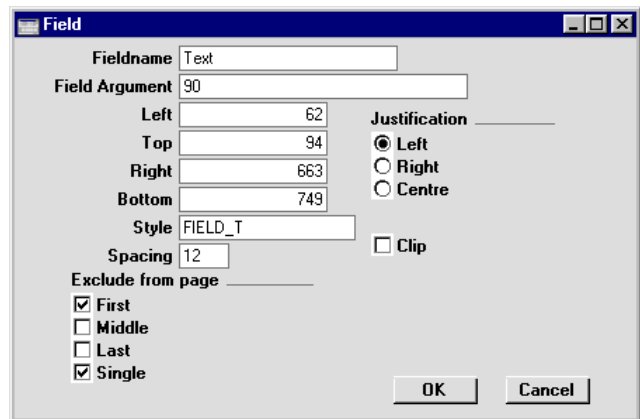 Field
Fieldname Text
Field Argument 90
Left 62
Top 94
Right 663
Bottom 749
Style FIELD_T
Spacing 12
Justification
Left
Right
Centre
Clip
Exclude from page
First
Middle
Last
Single
OK Cancel